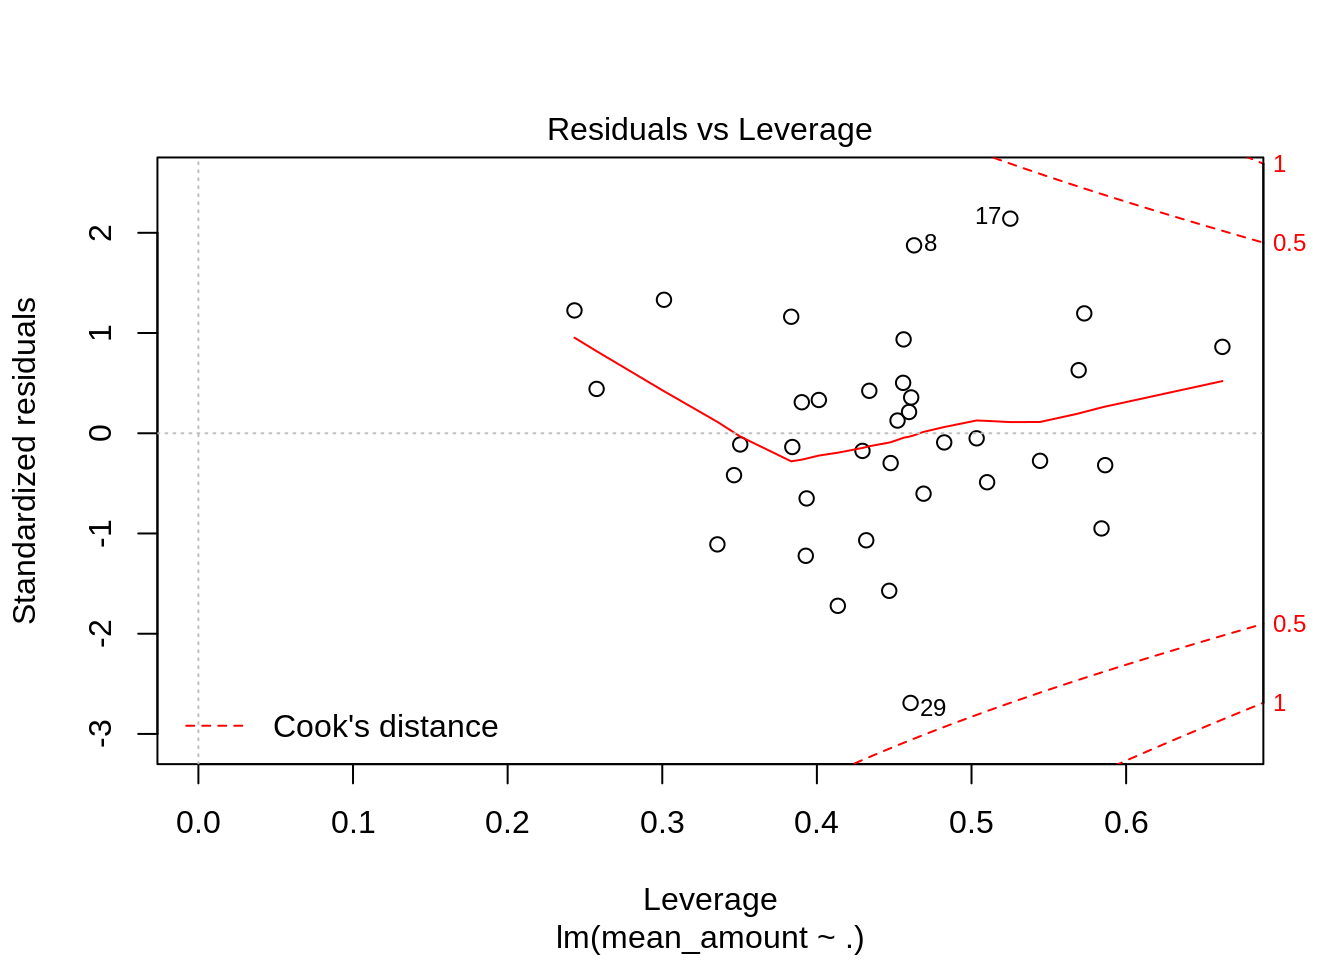 Residuals vs Leverage
Standardized residuals
2
1
0
-1
-2
-3
1
0.5
0.5
1
17
8
29
Cook's distance
0.0 0.1 0.2 0.3 0.4 0.5 0.6
Leverage
lm(mean_amount ~ .)